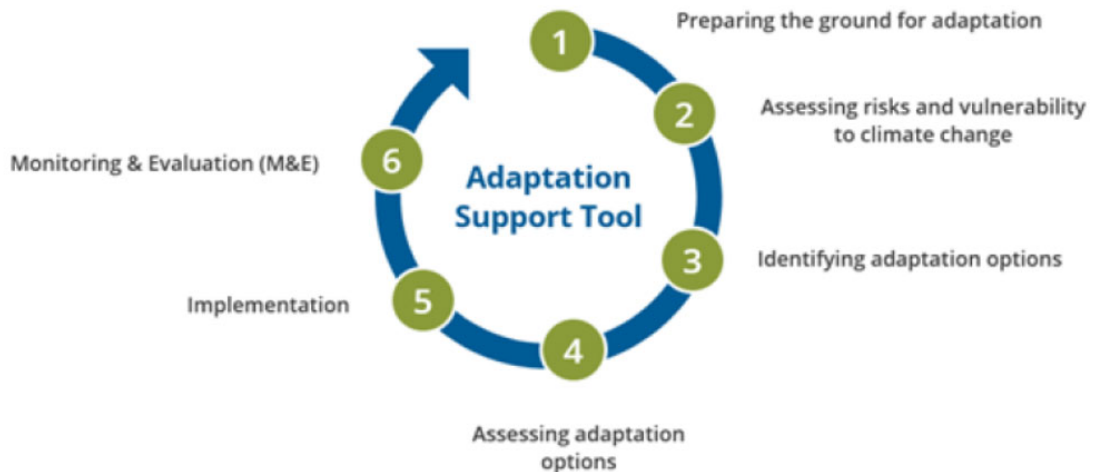 1
Preparing the ground for adaptation
2
Assessing risks and vulnerability
to climate change
3
Identifying adaptation options
4
Assessing adaptation
options
5
Implementation
6
Monitoring & Evaluation (M&E)
Adaptation
Support Tool